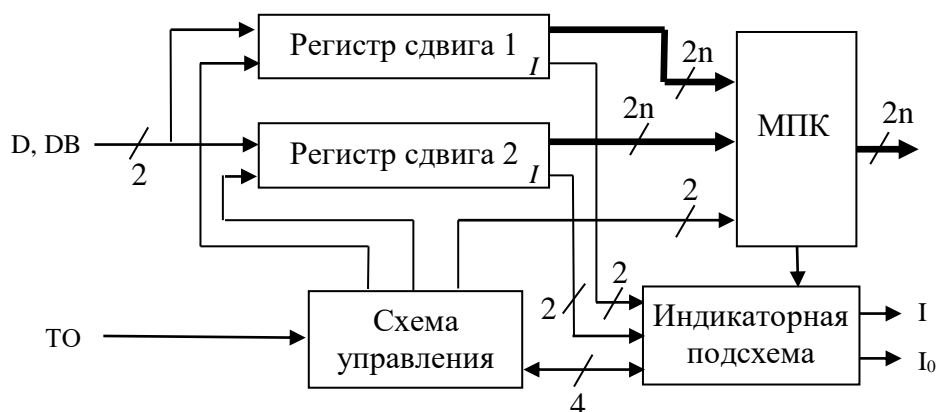 Регистр сдвига 1
I
2n
МПК
2n
D, DB
2
Регистр сдвига 2
I
2n
2
2
2
Схема
управления
TO
Индикаторная
подсхема
I
I₀
4